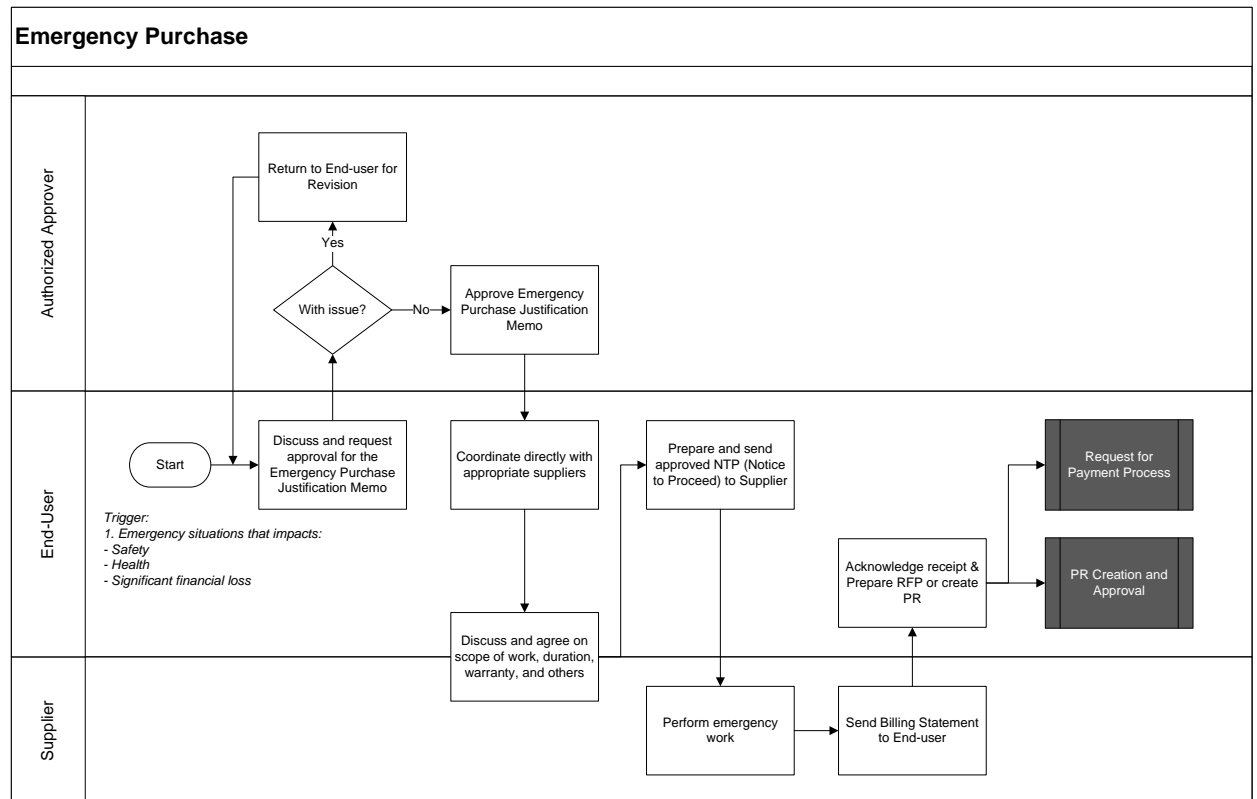 Emergency Purchase
Authorized Approver
Return to End-user for
Revision
Yes
With issue?
No
Approve Emergency
Purchase Justification
Memo
End-User
Start
Discuss and request
approval for the
Emergency Purchase
Justification Memo
Trigger:
1. Emergency situations that impacts:
- Safety
- Health
- Significant financial loss
Coordinate directly with
appropriate suppliers
Discuss and agree on
scope of work, duration,
warranty, and others
Prepare and send
approved NTP (Notice
to Proceed) to Supplier
Acknowledge receipt &
Prepare RFP or create
PR
Request for
Payment Process
PR Creation and
Approval
Supplier
Perform emergency
work
Send Billing Statement
to End-user